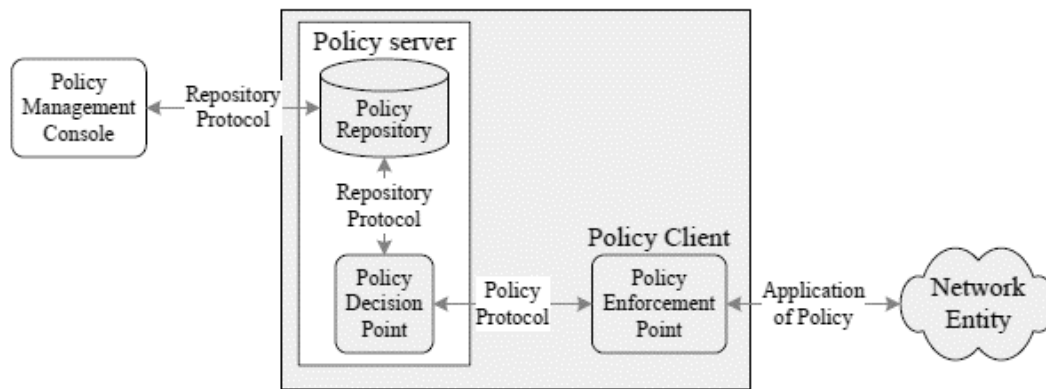 Policy server
Policy
Management
Console
Repository
Protocol
Policy
Repository
Repository
Protocol
Policy
Decision
Point
Policy
Protocol
Policy Client
Policy
Enforcement
Point
Application
of Policy
Network
Entity